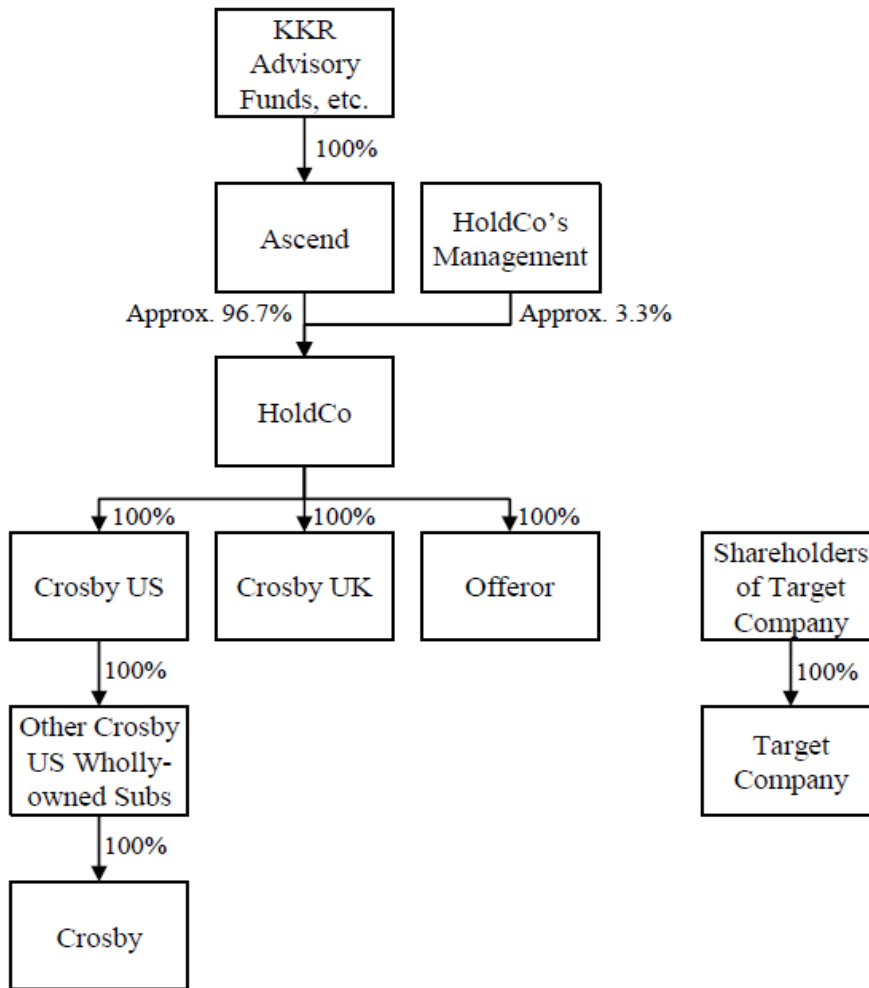 KKR
Advisory
Funds, etc.
100%
Ascend
HoldCo's
Management
Approx. 96.7%
Approx. 3.3%
HoldCo
100%
100%
100%
Crosby US
Crosby UK
Offeror
Shareholders
of Target
Company
100%
100%
Other Crosby
US Wholly-
owned Subs
Target
Company
100%
Crosby